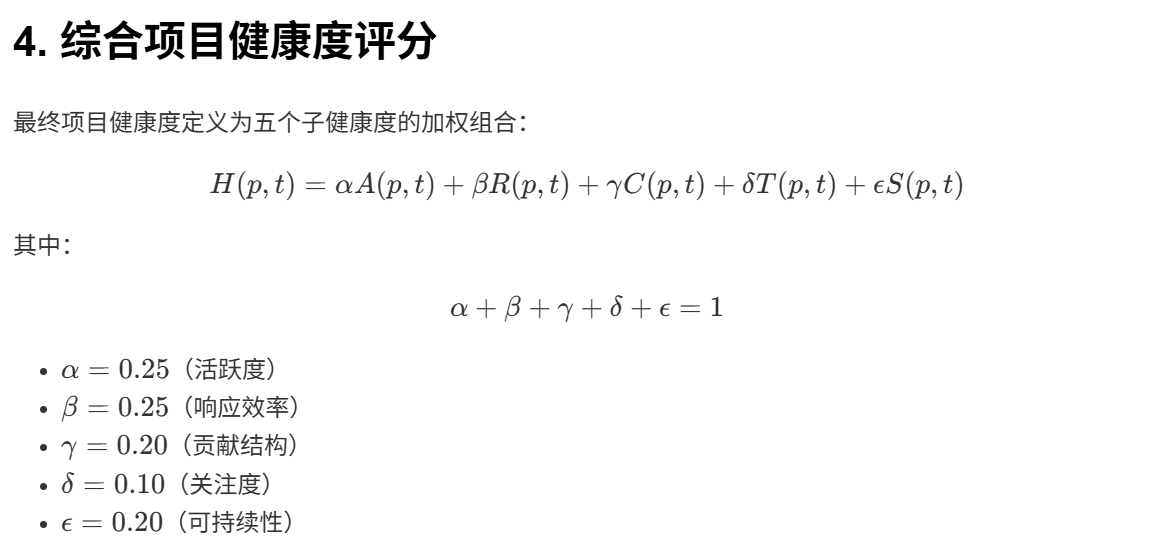 4. 综合项目健康度评分
最终项目健康度定义为五个子健康度的加权组合：
H(p, t) = αA(p, t) + βR(p, t) + γC(p, t) + δT(p, t) + ϵS(p, t)
其中：
α + β + γ + δ + ϵ = 1
• α = 0.25（活跃度）
• β = 0.25（响应效率）
• γ = 0.20（贡献结构）
• δ = 0.10（关注度）
• ϵ = 0.20（可持续性）